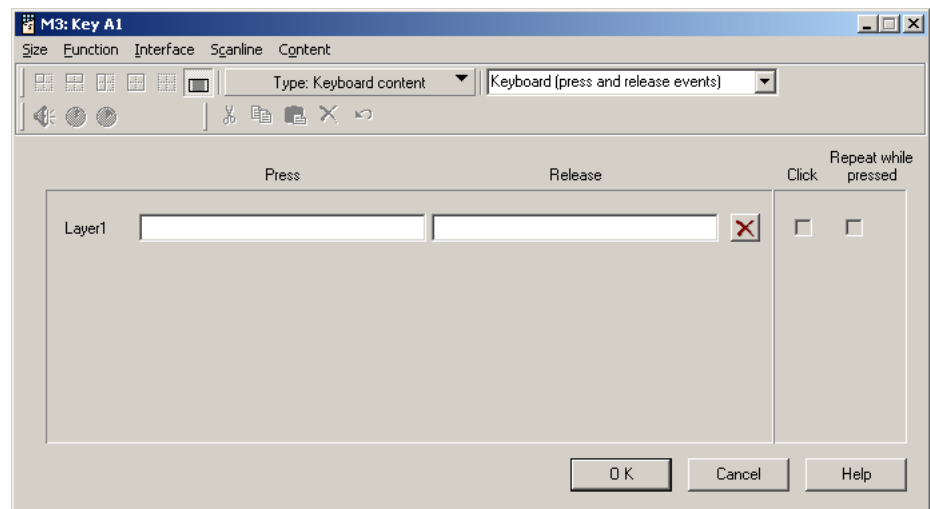 M3: Key A1
Size Function Interface Scanline Content
Type: Keyboard content Keyboard (press and release events)
Press Release Click Repeat while
pressed
Layer1
OK Cancel Help